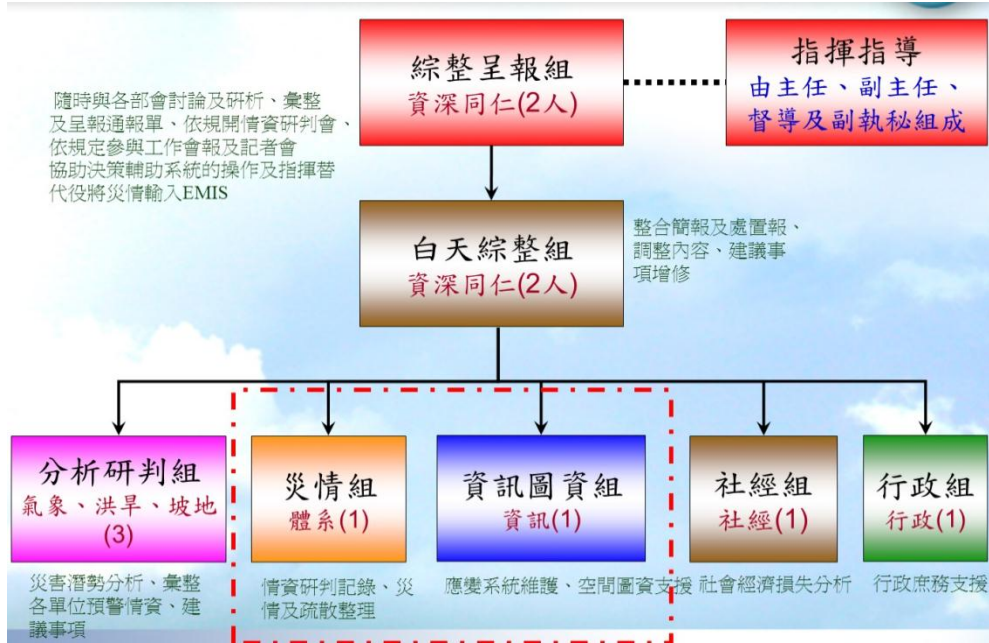 綜整呈報組
資深同仁(2人)
指揮指導
由主任、副主任、
督導及副執秘組成
隨時與各部會討論及研析、彙整
及呈報通報單、依規開情資研判會、
依規定參與工作會報及記者會
協助決策輔助系統的操作及指揮替
代役將災情輸入EMIS
白天綜整組
資深同仁(2人)
整合簡報及處置報、
調整內容、建議事
項增修
分析研判組
氣象、洪旱、坡地
(3)
災情組
體系(1)
資訊圖資組
資訊(1)
社經組
社經(1)
行政組
行政(1)
災害潛勢分析、彙整
各單位預警情資、建
議事項
情資研判記錄、災
情及疏散整理
應變系統維護、空間圖資支援
社會經濟損失分析
行政庶務支援